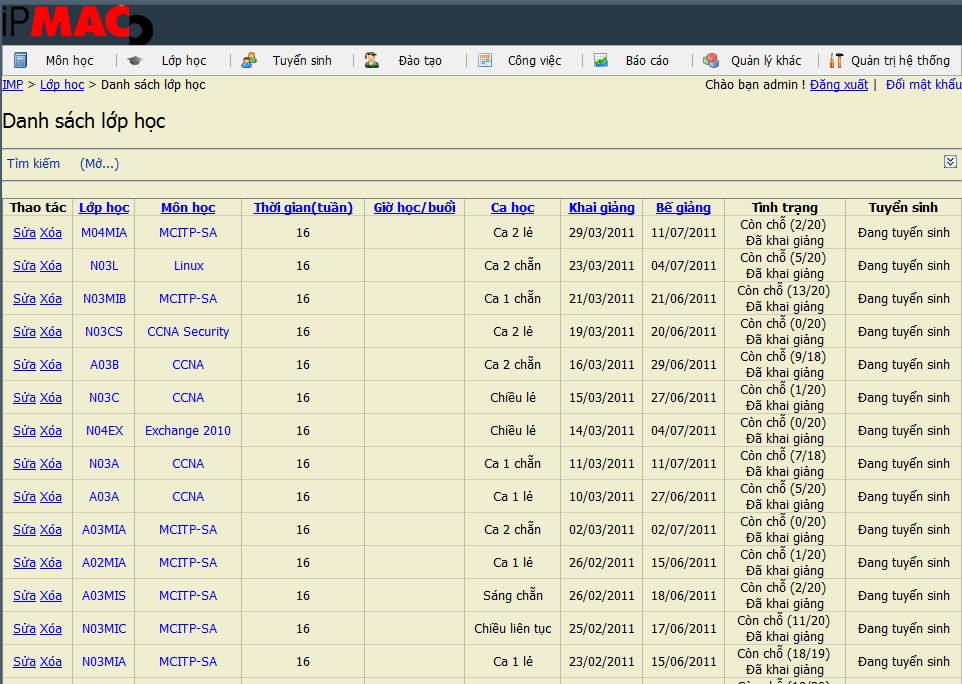 iPMAC
Môn học Lớp học Tuyển sinh Đào tạo Công việc Báo cáo Quản lý khác Quản trị hệ thống
IMP > Lớp học > Danh sách lớp học Chào bạn admin ! Đăng xuất | Đổi mật khẩu
Danh sách lớp học
Tìm kiếm (Mở...)
Thao tác Lớp học Môn học Thời gian(tuần) Giờ học/buổi Ca học Khai giảng Bế giảng Tình trạng Tuyển sinh
Sửa Xóa M04MIA MCITP-SA 16 Ca 2 lẻ 29/03/2011 11/07/2011 Còn chỗ (2/20) Đã khai giảng Đang tuyển sinh
Sửa Xóa N03L Linux 16 Ca 2 chẵn 23/03/2011 04/07/2011 Còn chỗ (5/20) Đã khai giảng Đang tuyển sinh
Sửa Xóa N03MIB MCITP-SA 16 Ca 1 chẵn 21/03/2011 21/06/2011 Còn chỗ (13/20) Đã khai giảng Đang tuyển sinh
Sửa Xóa N03CS CCNA Security 16 Ca 2 lẻ 19/03/2011 20/06/2011 Còn chỗ (0/20) Đã khai giảng Đang tuyển sinh
Sửa Xóa A03B CCNA 16 Ca 2 chẵn 16/03/2011 29/06/2011 Còn chỗ (9/18) Đã khai giảng Đang tuyển sinh
Sửa Xóa N03C CCNA 16 Chiều lẻ 15/03/2011 27/06/2011 Còn chỗ (1/20) Đã khai giảng Đang tuyển sinh
Sửa Xóa N04EX Exchange 2010 16 Chiều lẻ 14/03/2011 04/07/2011 Còn chỗ (0/20) Đã khai giảng Đang tuyển sinh
Sửa Xóa N03A CCNA 16 Ca 1 chẵn 11/03/2011 11/07/2011 Còn chỗ (7/18) Đã khai giảng Đang tuyển sinh
Sửa Xóa A03A CCNA 16 Ca 1 lẻ 10/03/2011 27/06/2011 Còn chỗ (5/20) Đã khai giảng Đang tuyển sinh
Sửa Xóa A03MIA MCITP-SA 16 Ca 2 chẵn 02/03/2011 02/07/2011 Còn chỗ (0/20) Đã khai giảng Đang tuyển sinh
Sửa Xóa A02MIA MCITP-SA 16 Ca 1 lẻ 26/02/2011 15/06/2011 Còn chỗ (1/20) Đã khai giảng Đang tuyển sinh
Sửa Xóa A03MIS MCITP-SA 16 Sáng chẵn 26/02/2011 18/06/2011 Còn chỗ (2/20) Đã khai giảng Đang tuyển sinh
Sửa Xóa N03MIC MCITP-SA 16 Chiều liên tục 25/02/2011 17/06/2011 Còn chỗ (11/20) Đã khai giảng Đang tuyển sinh
Sửa Xóa N03MIA MCITP-SA 16 Ca 1 lẻ 23/02/2011 15/06/2011 Còn chỗ (18/19) Đã khai giảng Đang tuyển sinh